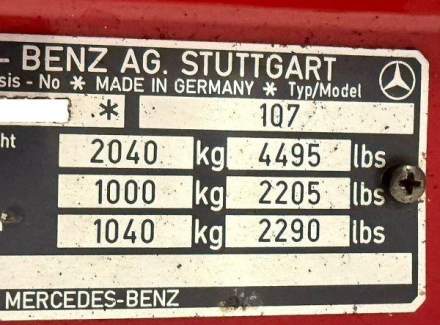 - BENZ AG. STUTTGART
sis - No * MADE IN GERMANY * Typ/Model
* 107
ht 2040 kg 4495 lbs
1000 kg 2205 lbs
1040 kg 2290 lbs
MERCEDES-BENZ